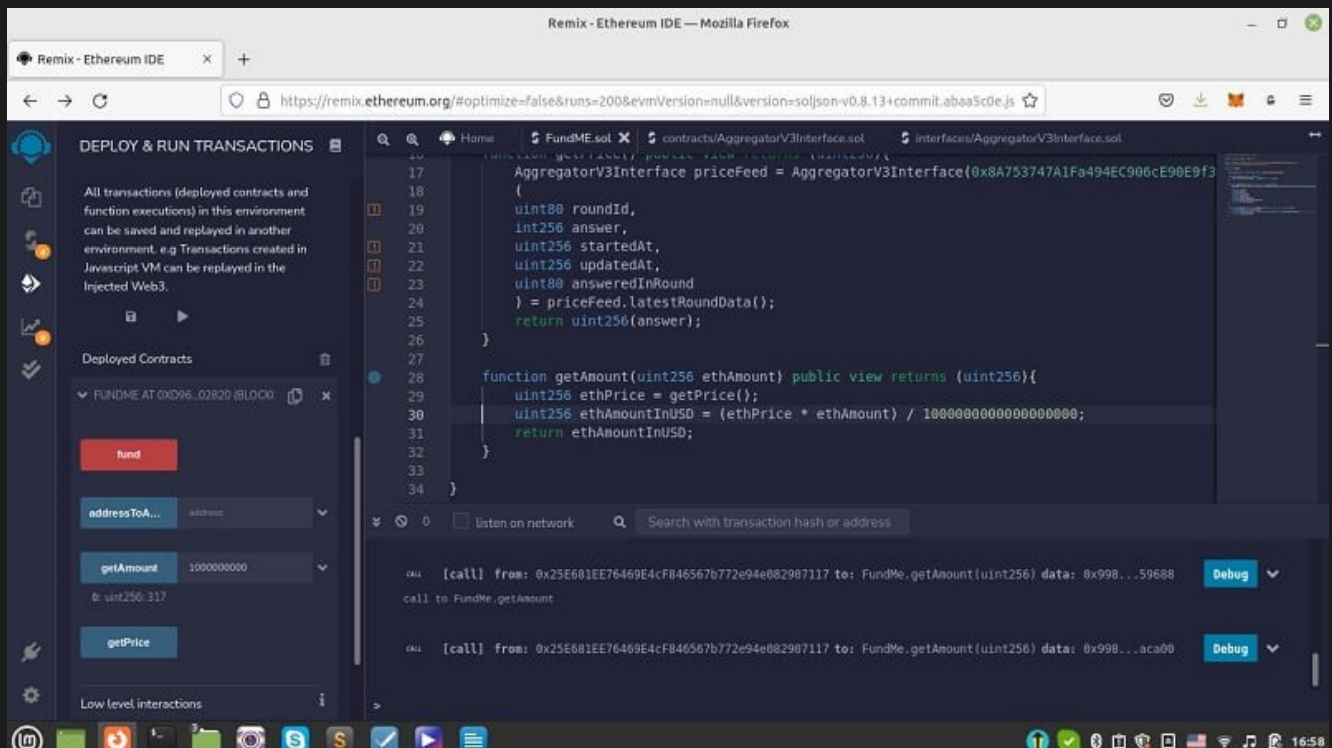 Remix - Ethereum IDE — Mozilla Firefox
Remix - Ethereum IDE
https://remix.ethereum.org/#optimize=false&runs=200&evmVersion=null&version=soljson-v0.8.13+commit.abaa5c0e.js
DEPLOY & RUN TRANSACTIONS
All transactions (deployed contracts and
function executions) in this environment
can be saved and replayed in another
environment. e.g Transactions created in
Javascript VM can be replayed in the
Injected Web3.
Deployed Contracts
FUNDME AT 0XD96...02820 (BLOCK
fund
addressToA...
address
getAmount
1000000000
0: uint256: 317
getPrice
Low level interactions
i
Home
FundME.sol
contracts/AggregatorV3Interface.sol
interfaces/AggregatorV3Interface.sol
function getPrice() public view returns (uint256){
17 AggregatorV3Interface priceFeed = AggregatorV3Interface(0x8A753747A1Fa494EC906cE90E9f3
18 (
19 uint80 roundId,
20 int256 answer,
21 uint256 startedAt,
22 uint256 updatedAt,
23 uint80 answeredInRound
24 ) = priceFeed.latestRoundData();
25 return uint256(answer);
26 }
27
28 function getAmount(uint256 ethAmount) public view returns (uint256){
29 uint256 ethPrice = getPrice();
30 uint256 ethAmountInUSD = (ethPrice * ethAmount) / 1000000000000000000;
31 return ethAmountInUSD;
32 }
33
34 }
0
listen on network
Search with transaction hash or address
CALL [call] from: 0x25E681EE76469E4cF846567b772e94e082987117 to: FundMe.getAmount(uint256) data: 0x998...59688
Debug
call to FundMe.getAmount
CALL [call] from: 0x25E681EE76469E4cF846567b772e94e082987117 to: FundMe.getAmount(uint256) data: 0x998...aca00
Debug
>
16:58